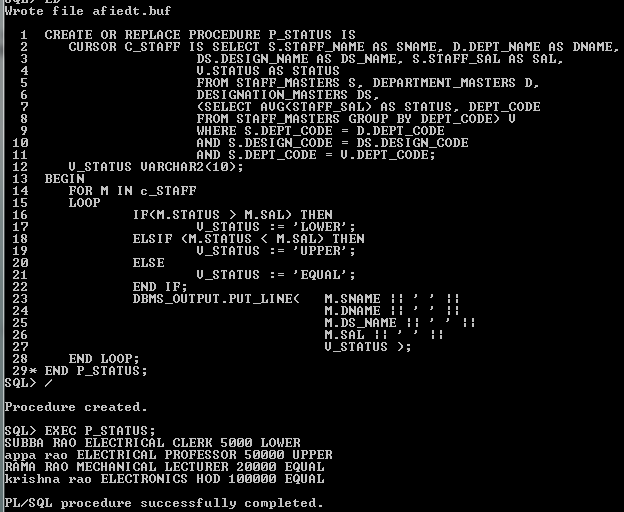 SQL> ED
Wrote file afiedt.buf
1 CREATE OR REPLACE PROCEDURE P_STATUS IS
2 CURSOR C_STAFF IS SELECT S.STAFF_NAME AS SNAME, D.DEPT_NAME AS DNAME,
3 DS.DESIGN_NAME AS DS_NAME, S.STAFF_SAL AS SAL,
4 V.STATUS AS STATUS
5 FROM STAFF_MASTERS S, DEPARTMENT_MASTERS D,
6 DESIGNATION_MASTERS DS,
7 (SELECT AVG(STAFF_SAL) AS STATUS, DEPT_CODE
8 FROM STAFF_MASTERS GROUP BY DEPT_CODE) V
9 WHERE S.DEPT_CODE = D.DEPT_CODE
10 AND S.DESIGN_CODE = DS.DESIGN_CODE
11 AND S.DEPT_CODE = V.DEPT_CODE;
12 V_STATUS VARCHAR2(10);
13 BEGIN
14 FOR M IN c_STAFF
15 LOOP
16 IF(M.STATUS > M.SAL) THEN
17 V_STATUS := 'LOWER';
18 ELSIF (M.STATUS < M.SAL) THEN
19 V_STATUS := 'UPPER';
20 ELSE
21 V_STATUS := 'EQUAL';
22 END IF;
23 DBMS_OUTPUT.PUT_LINE( M.SNAME || ' ' ||
24 M.DNAME || ' ' ||
25 M.DS_NAME || ' ' ||
26 M.SAL || ' ' ||
27 V_STATUS );
28 END LOOP;
29* END P_STATUS;
SQL> /
Procedure created.
SQL> EXEC P_STATUS;
SUBBA RAO ELECTRICAL CLERK 5000 LOWER
appa rao ELECTRICAL PROFESSOR 50000 UPPER
RAMA RAO MECHANICAL LECTURER 20000 EQUAL
krishna rao ELECTRONICS HOD 100000 EQUAL
PL/SQL procedure successfully completed.